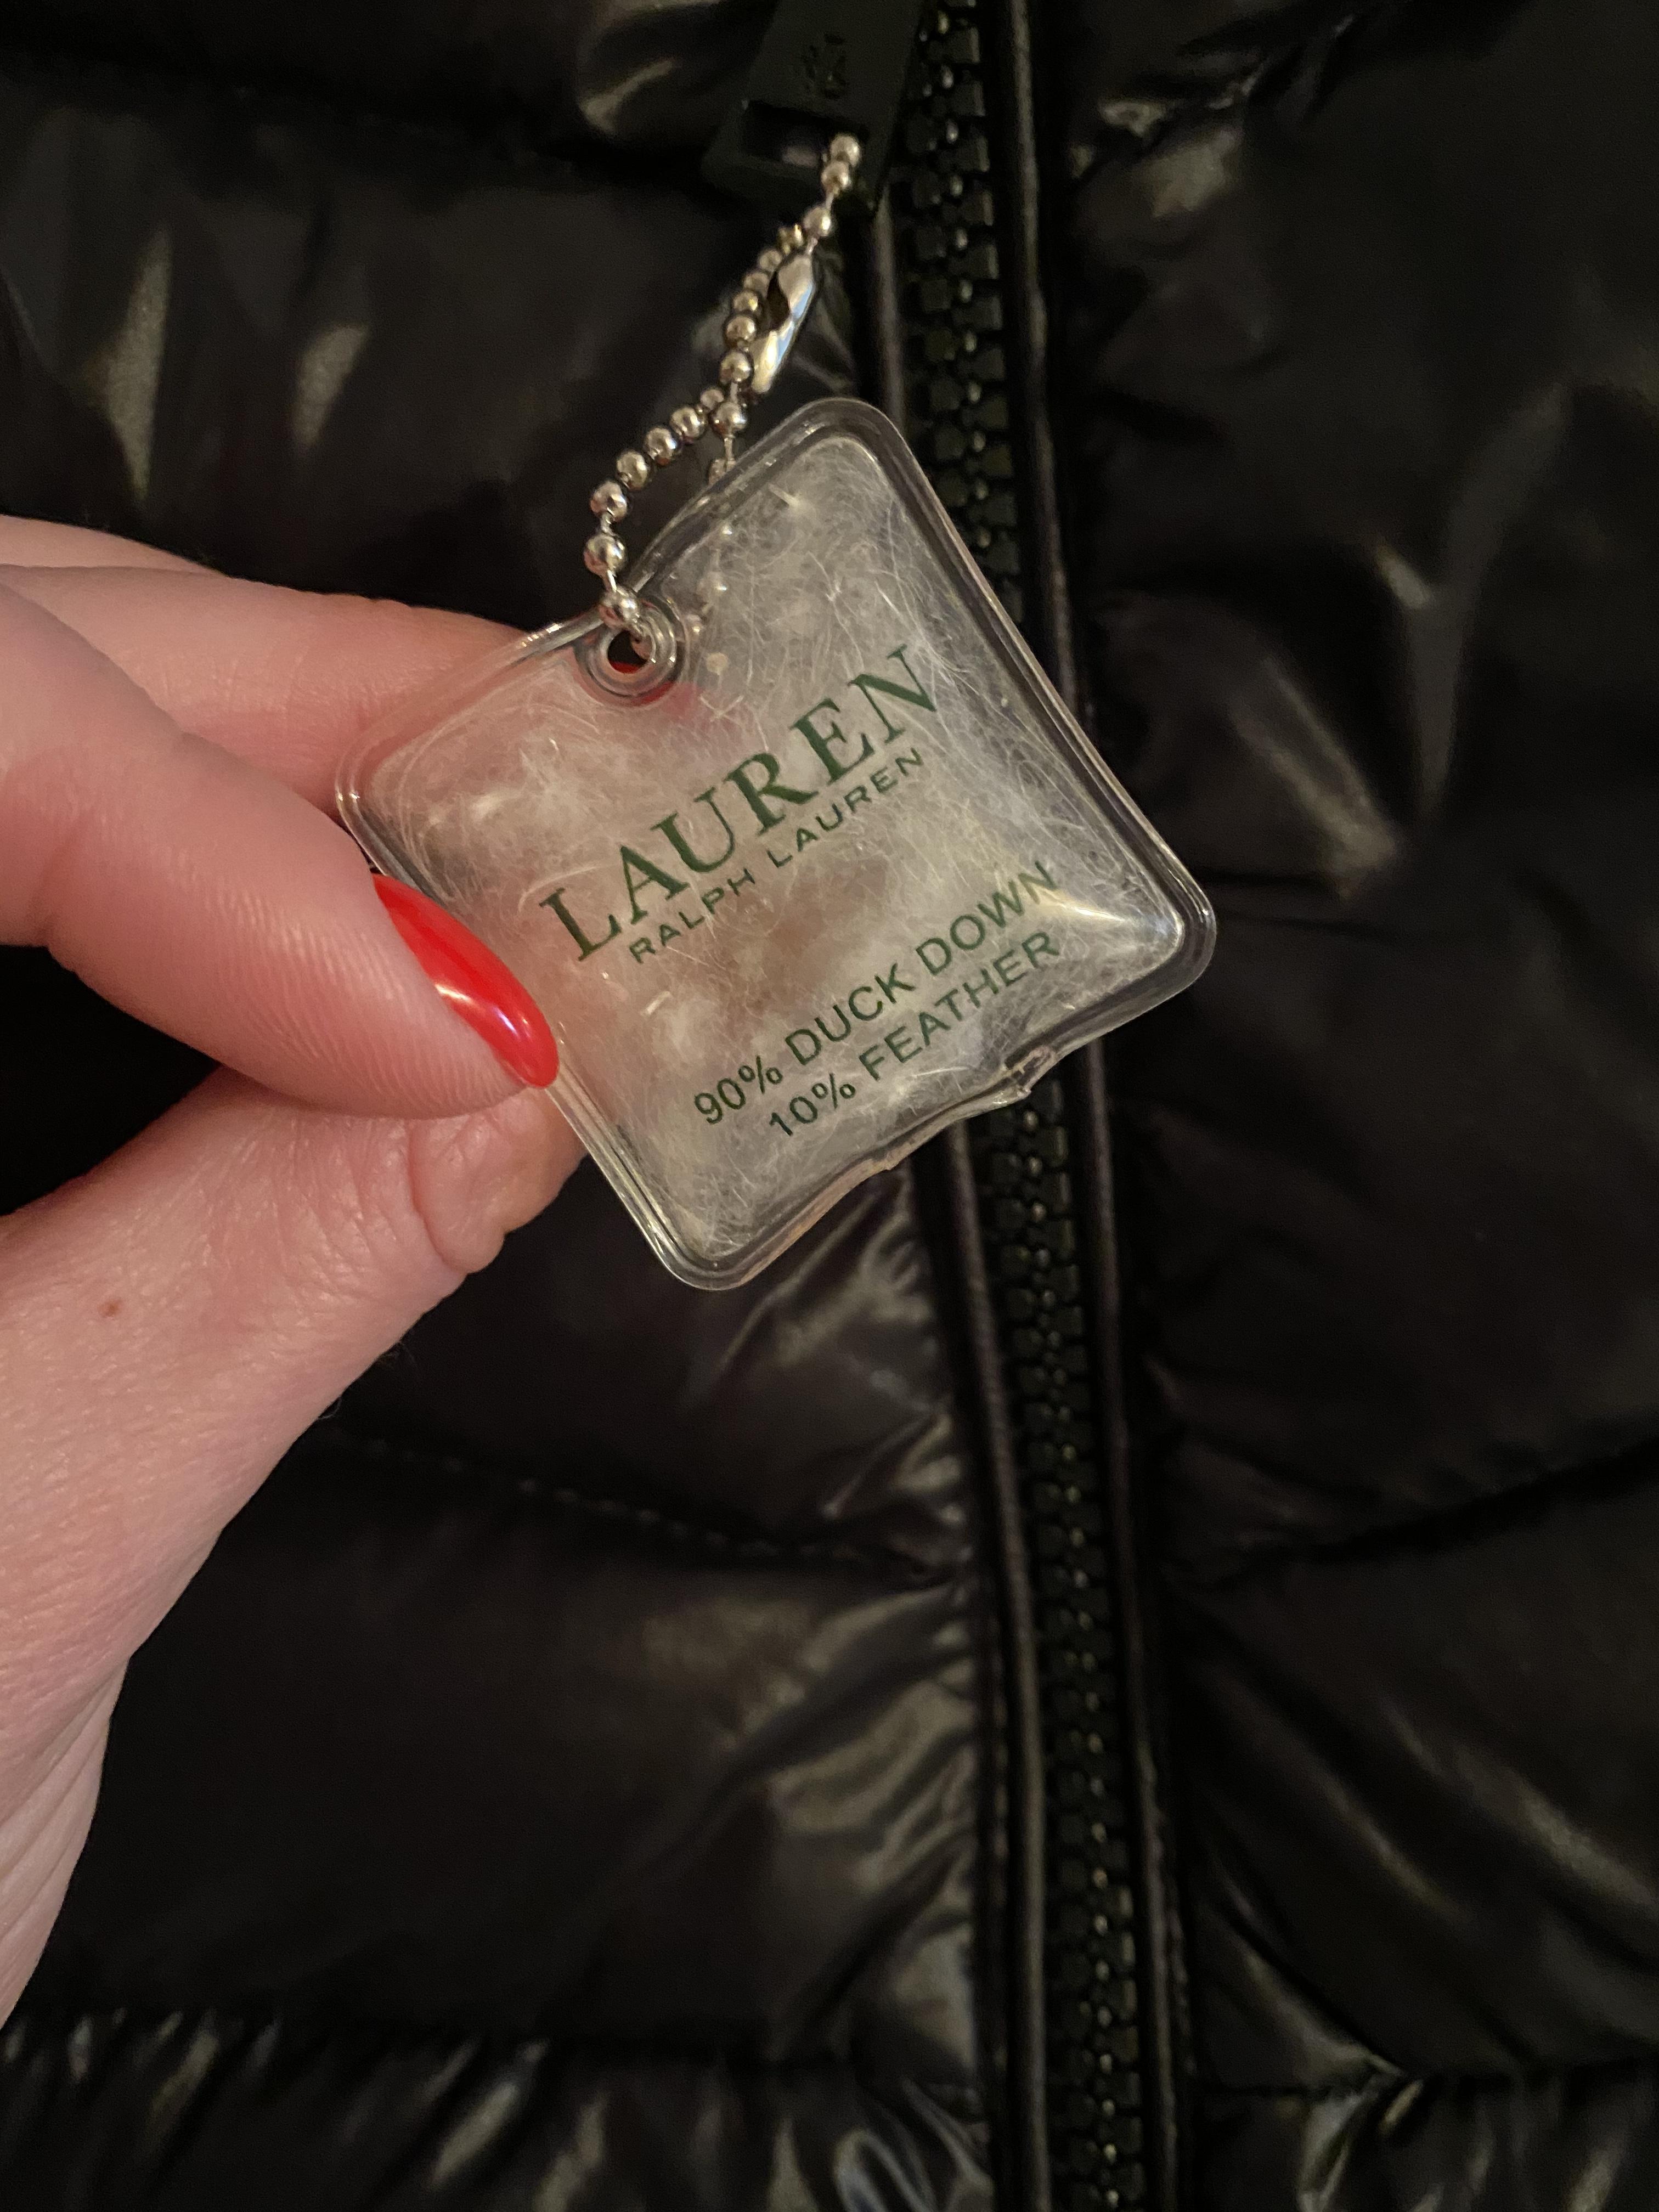 LAUREN
RALPH LAUREN
90% DUCK DOWN
10% FEATHER